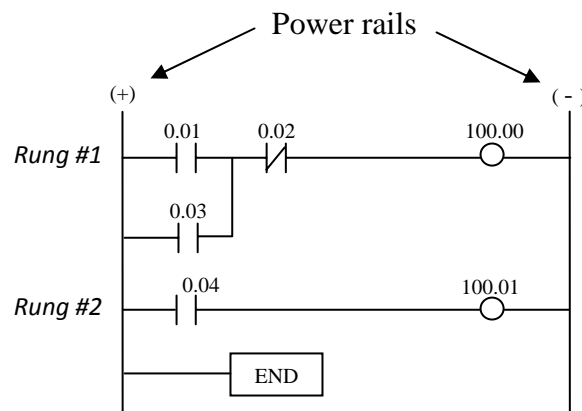 Power rails
(+) ( - )
0.01 0.02 100.00
Rung #1
0.03
0.04 100.01
Rung #2
END